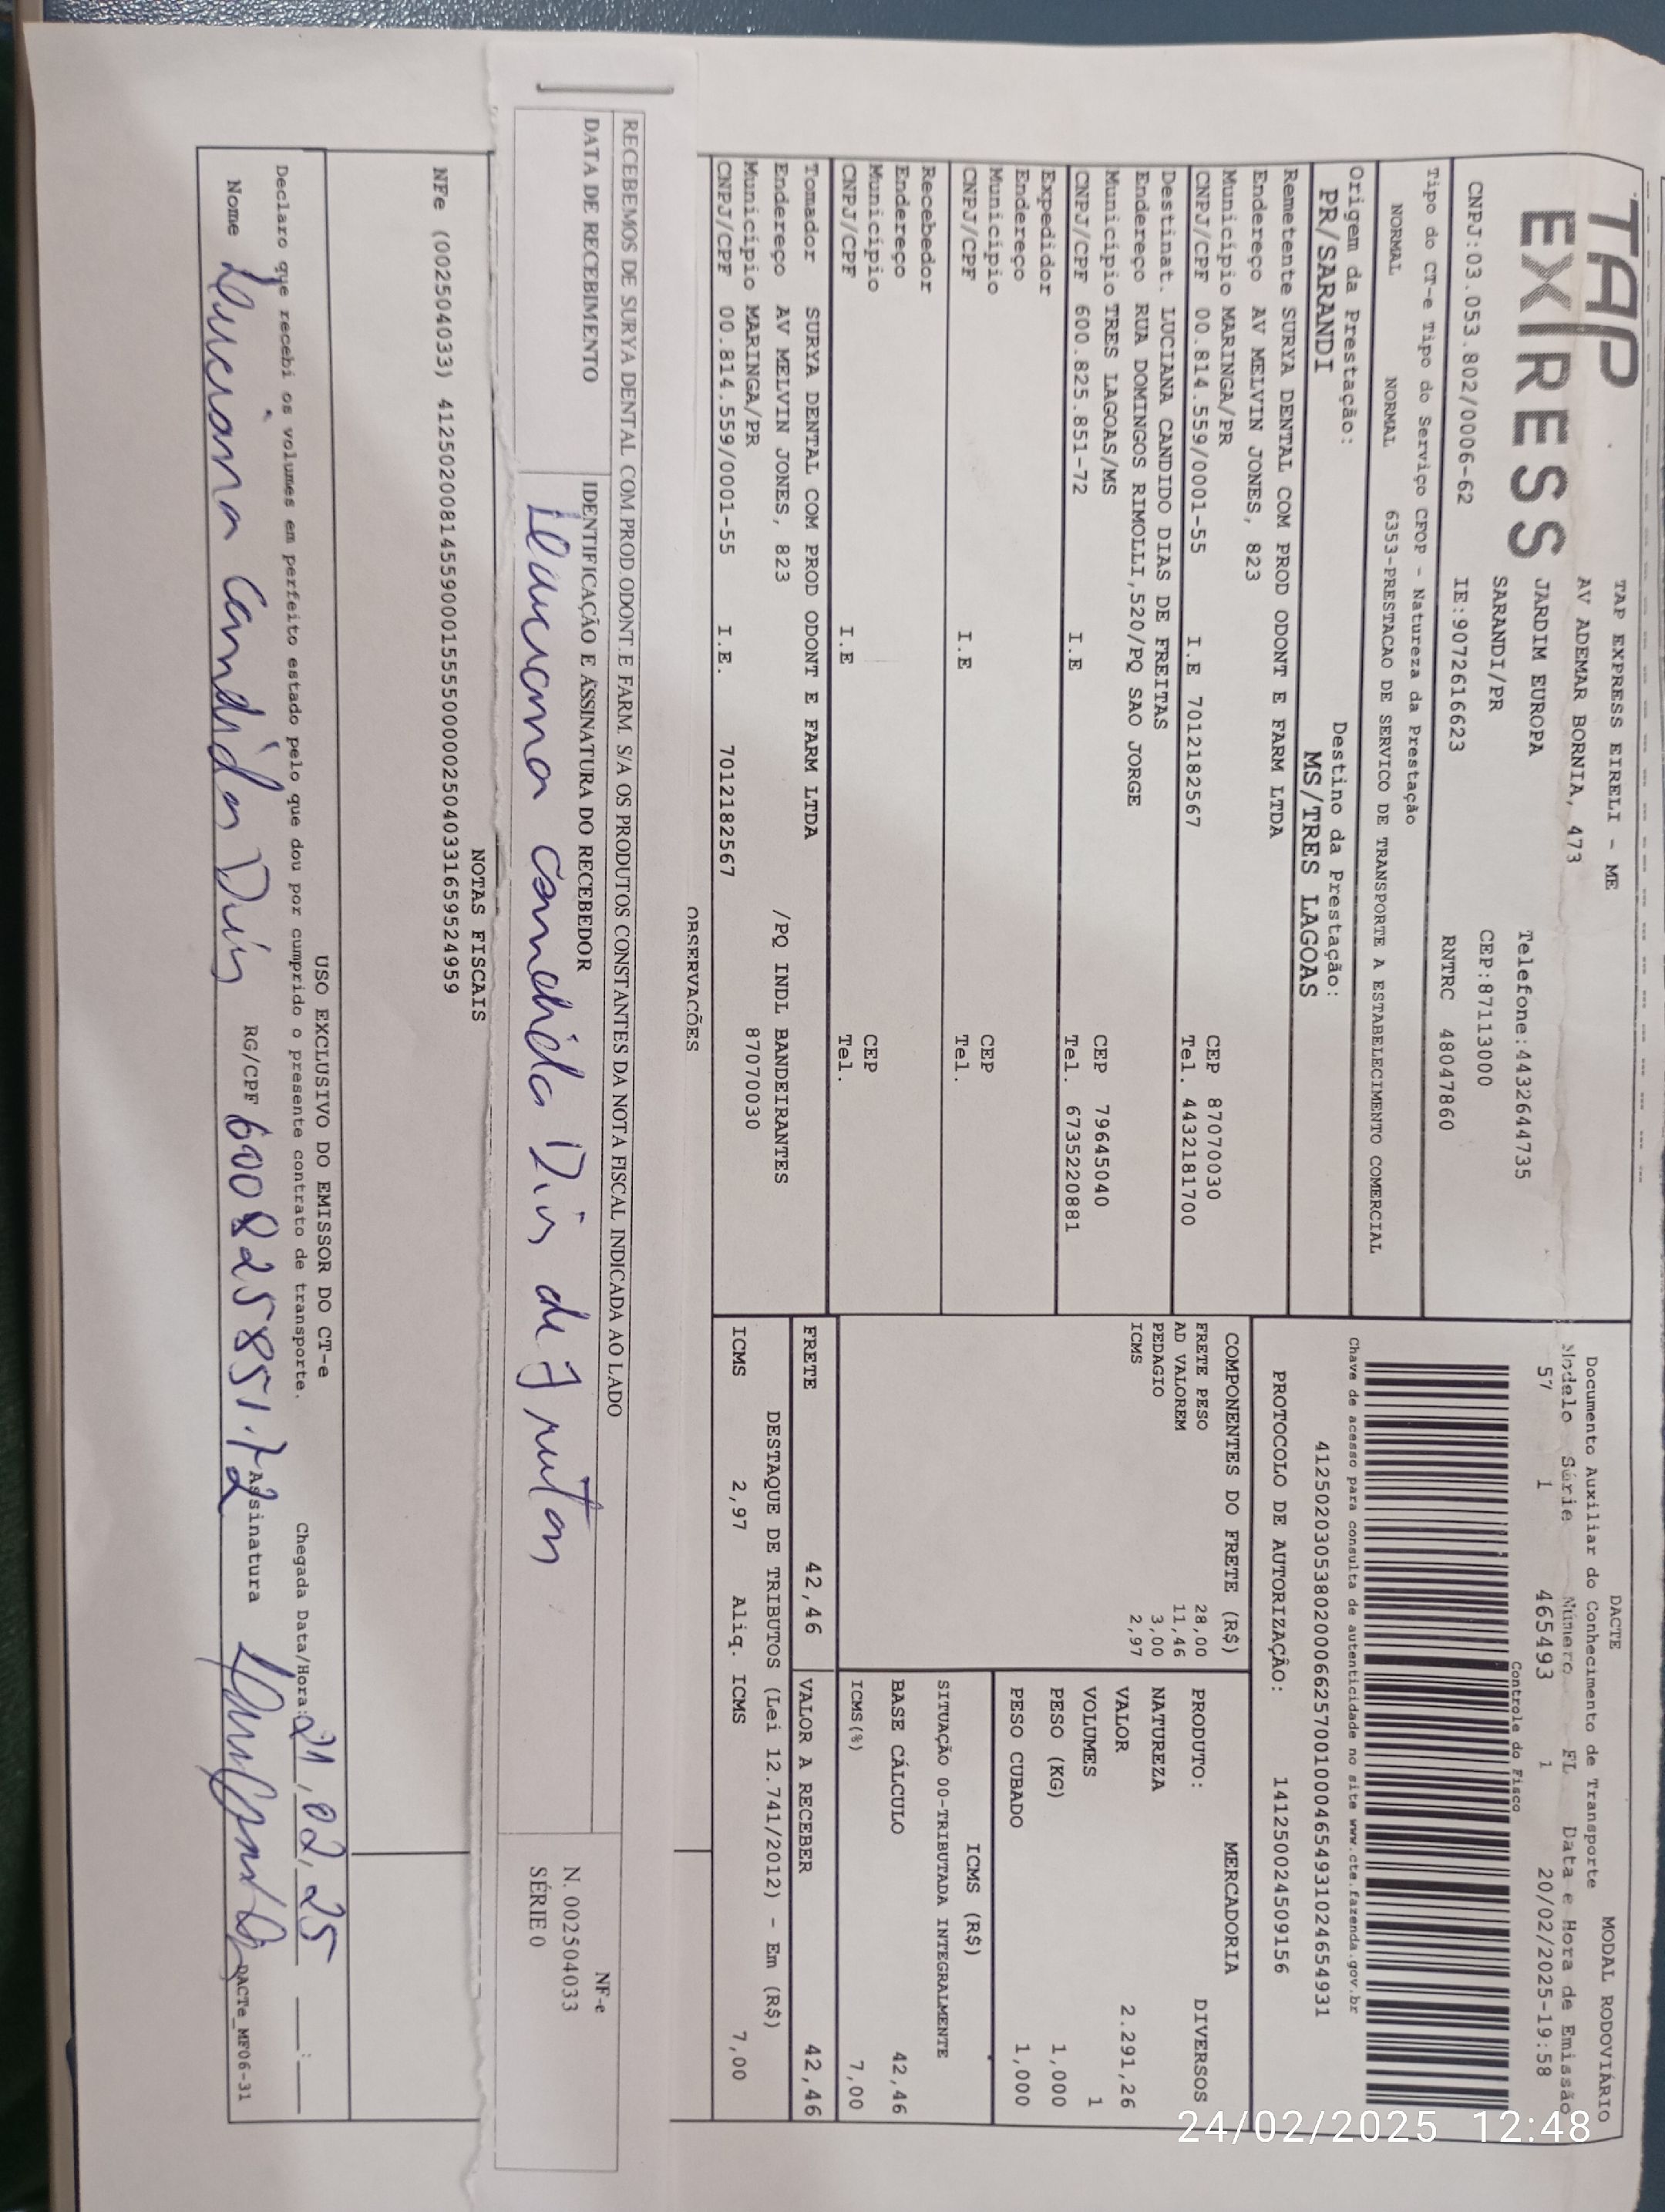 TAP
EXPRESS
TAP EXPRESS EIRELI - ME
AV ADEMAR BORNIA, 473
JARDIM EUROPA Telefone:4432644735
SARANDI/PR CEP:87113000
CNPJ:03.053.802/0006-62 IE:9072616623 RNTRC 48047860
DACTE MODAL RODOVIÁRIO
Documento Auxiliar do Conhecimento de Transporte
Modelo Série Número FL Data e Hora de Emissão
57 1 465493 1 20/02/2025-19:58
Controle do Fisco
Tipo do CT-e Tipo do Serviço CFOP - Natureza da Prestação
NORMAL NORMAL 6353-PRESTACAO DE SERVICO DE TRANSPORTE A ESTABELECIMENTO COMERCIAL
Chave de acesso para consulta de autenticidade no site www.cte.fazenda.gov.br
41250203053802000662570010004654931024654931
Origem da Prestação: Destino da Prestação:
PR/SARANDI MS/TRES LAGOAS
PROTOCOLO DE AUTORIZAÇÃO: 141250024509156
Remetente SURYA DENTAL COM PROD ODONT E FARM LTDA
Endereço AV MELVIN JONES, 823
Município MARINGA/PR CEP 87070030
CNPJ/CPF 00.814.559/0001-55 I.E 7012182567 Tel. 4432181700
Destinat. LUCIANA CANDIDO DIAS DE FREITAS
Endereço RUA DOMINGOS RIMOLLI,520/PQ SAO JORGE
Município TRES LAGOAS/MS CEP 79645040
CNPJ/CPF 600.825.851-72 I.E Tel. 6735220881
Expedidor
Endereço
Município CEP
CNPJ/CPF I.E Tel.
Recebedor
Endereço
Município CEP
CNPJ/CPF I.E Tel.
Tomador SURYA DENTAL COM PROD ODONT E FARM LTDA
Endereço AV MELVIN JONES, 823 /PQ INDL BANDEIRANTES
Município MARINGA/PR 87070030
CNPJ/CPF 00.814.559/0001-55 I.E. 7012182567
COMPONENTES DO FRETE (R$)
FRETE PESO 28,00
AD VALOREM 11,46
PEDAGIO 3,00
ICMS 2,97
MERCADORIA
PRODUTO: DIVERSOS
NATUREZA
VALOR 2.291,26
VOLUMES 1
PESO (KG) 1,000
PESO CUBADO 1,000
ICMS (R$)
SITUAÇÃO 00-TRIBUTADA INTEGRALMENTE
BASE CÁLCULO 42,46
ICMS(%) 7,00
FRETE 42,46 VALOR A RECEBER 42,46
DESTAQUE DE TRIBUTOS (Lei 12.741/2012) - Em (R$)
ICMS 2,97 Aliq. ICMS 7,00
OBSERVAÇÕES
RECEBEMOS DE SURYA DENTAL COM PROD ODONT.E FARM. S/A OS PRODUTOS CONSTANTES DA NOTA FISCAL INDICADA AO LADO
DATA DE RECEBIMENTO IDENTIFICAÇÃO E ASSINATURA DO RECEBEDOR
Luciana Candido Dias de Freitas
NF-e
N. 002504033
SÉRIE 0
NOTAS FISCAIS
NFe (002504033) 41250200814559000155550000025040331659524959
USO EXCLUSIVO DO EMISSOR DO CT-e
Declaro que recebi os volumes em perfeito estado pelo que dou por cumprido o presente contrato de transporte. Chegada Data/Hora: 21/02/25 __:__
Nome Luciana Candido Dias RG/CPF 600825851-72 Assinatura
DACTe_MF06-31
24/02/2025 12:48